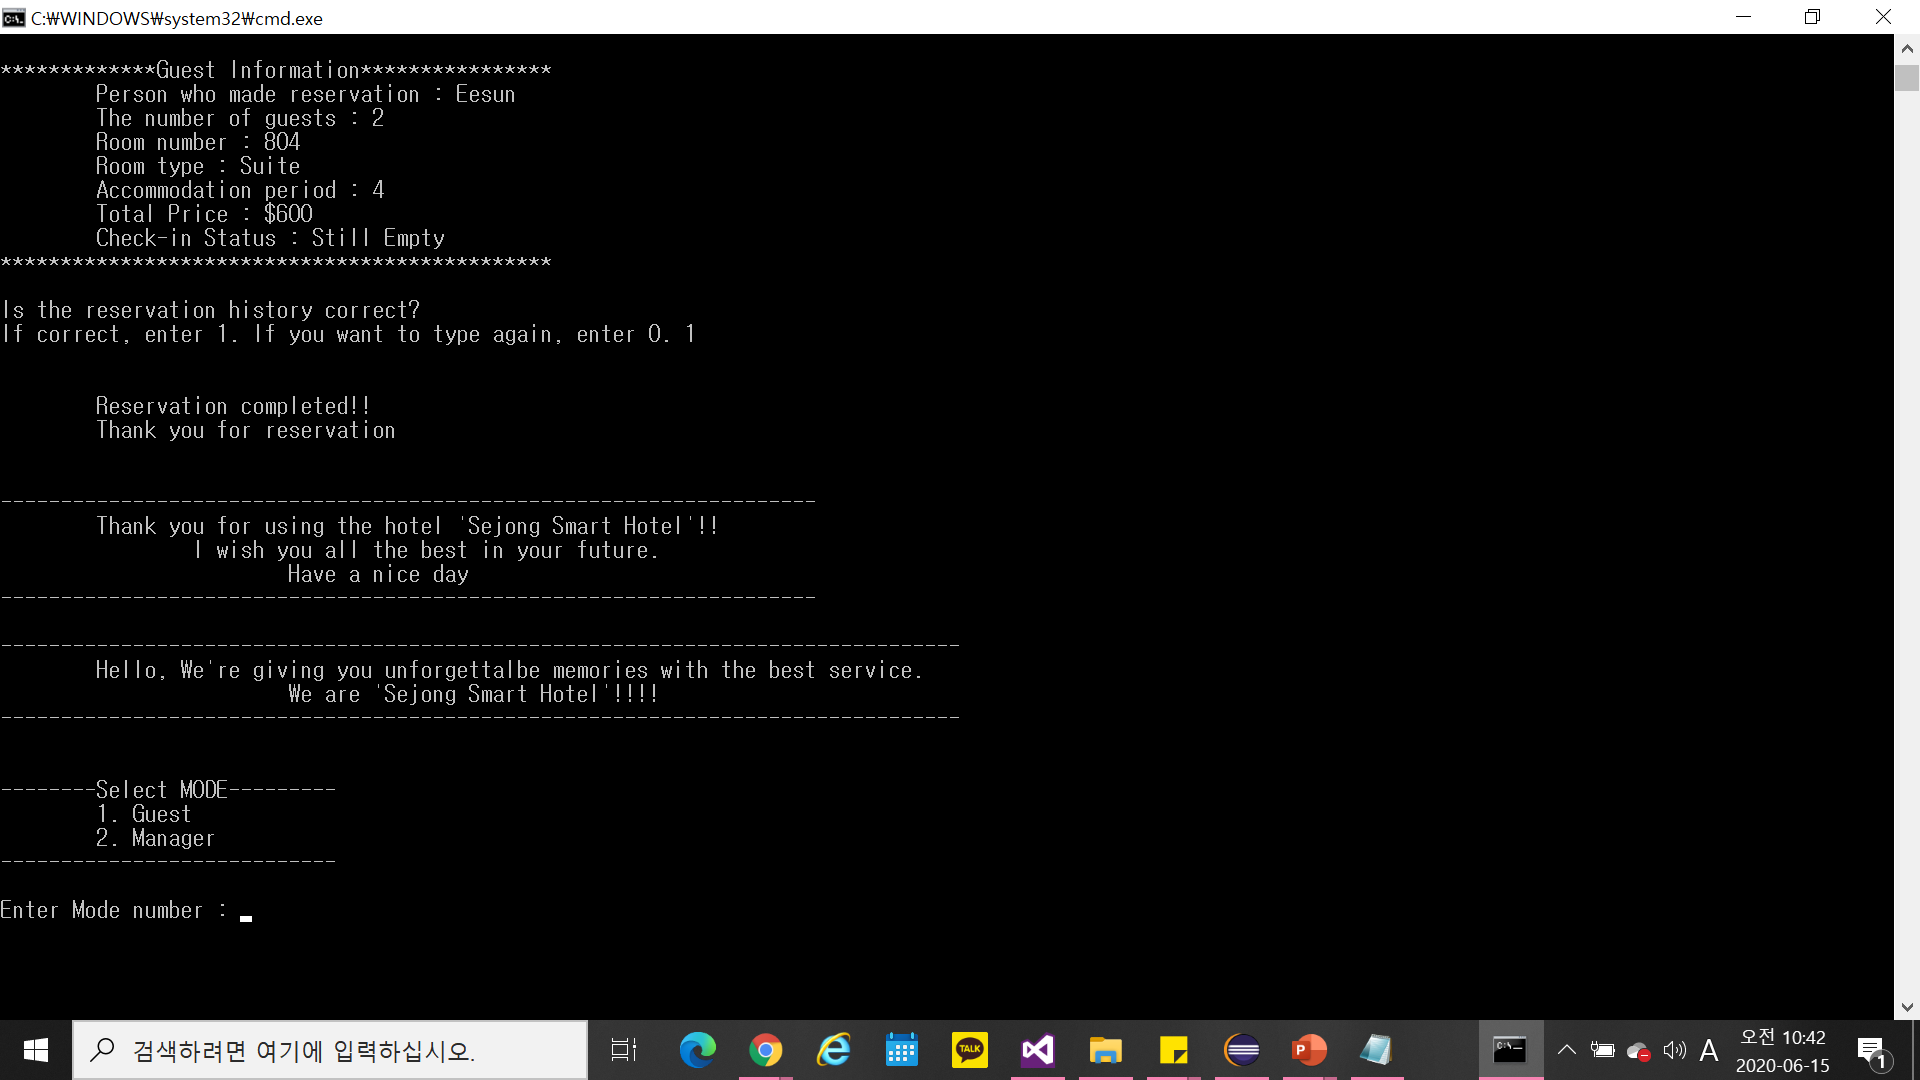 C:₩WINDOWS₩system32₩cmd.exe
*************Guest Information****************
Person who made reservation : Eesun
The number of guests : 2
Room number : 804
Room type : Suite
Accommodation period : 4
Total Price : $600
Check-in Status : Still Empty
**********************************************
Is the reservation history correct?
If correct, enter 1. If you want to type again, enter 0. 1
Reservation completed!!
Thank you for reservation
--------------------------------------------------------------------
Thank you for using the hotel 'Sejong Smart Hotel'!!
I wish you all the best in your future.
Have a nice day
--------------------------------------------------------------------
--------------------------------------------------------------------------------
Hello, We're giving you unforgettalbe memories with the best service.
We are 'Sejong Smart Hotel'!!!!
--------------------------------------------------------------------------------
--------Select MODE---------
1. Guest
2. Manager
----------------------------
Enter Mode number : _
검색하려면 여기에 입력하십시오.
TALK
A
오전 10:42
2020-06-15
1